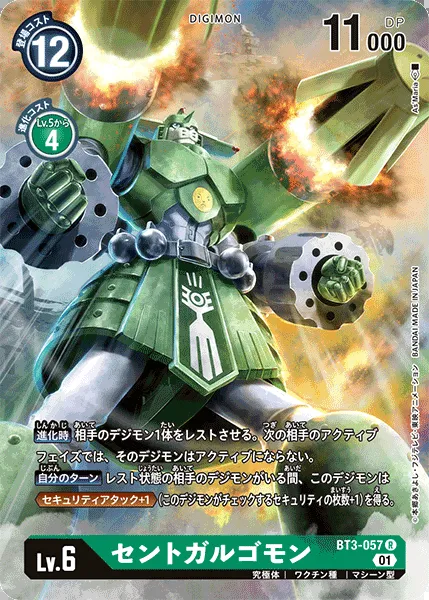 登場コスト
12
DIGIMON
11000
DP
進化コスト
Lv.5から
4
As'Maria
©本郷あきよし・フジテレビ・東映アニメーション BANDAI MADE IN JAPAN
進化時 相手のデジモン1体をレストさせる。次の相手のアクティブ
フェイズでは、そのデジモンはアクティブにならない。
自分のターン レスト状態の相手のデジモンがいる間、このデジモンは
セキュリティアタック+1 (このデジモンがチェックするセキュリティの枚数+1)を得る。
BT3-057 R
Lv.6
セントガルゴモン
01
究極体 | ワクチン種 | マシーン型